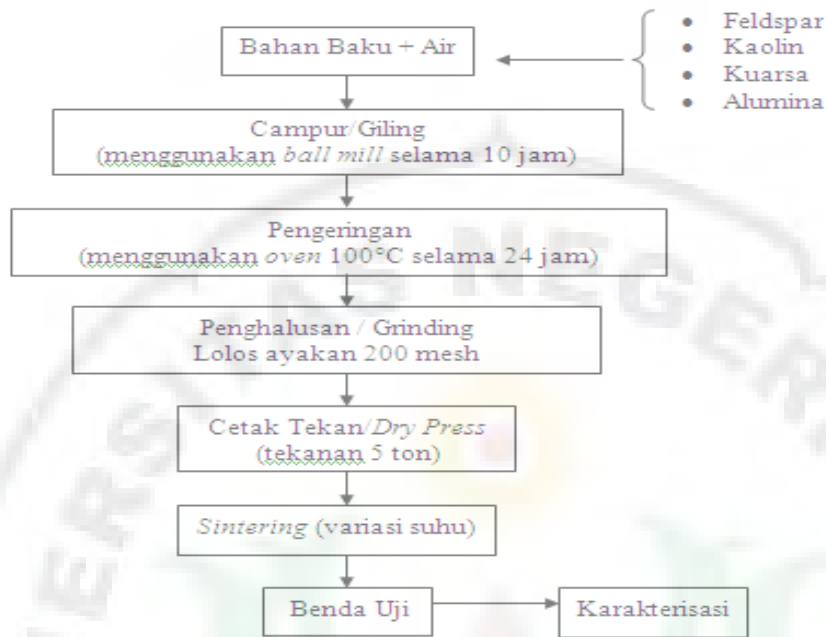 Bahan Baku + Air
• Feldspar
• Kaolin
• Kuarsa
• Alumina
Campur/Giling
(menggunakan ball mill selama 10 jam)
Pengeringan
(menggunakan oven 100°C selama 24 jam)
Penghalusan / Grinding
Lolos ayakan 200 mesh
Cetak Tekan/Dry Press
(tekanan 5 ton)
Sintering (variasi suhu)
Benda Uji
Karakterisasi